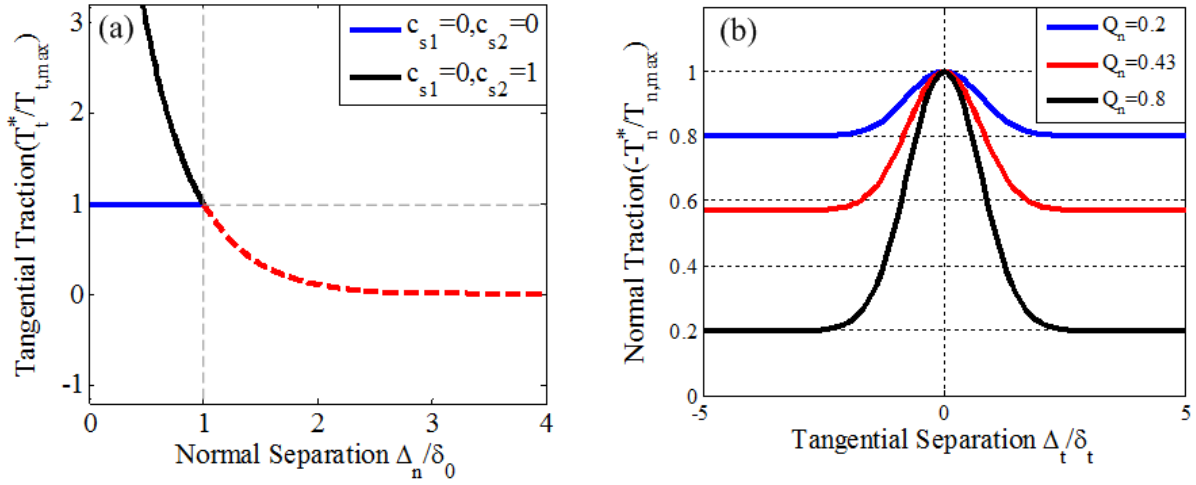 (a)
c_s1=0,c_s2=0
c_s1=0,c_s2=1
Tangential Traction(T_t^*/T_t,max)
3
2
1
0
-1
0 1 2 3 4
Normal Separation Δ_n/δ_0
(b)
Q_n=0.2
Q_n=0.43
Q_n=0.8
Normal Traction(-T_n^*/T_n,max)
1
0.8
0.6
0.4
0.2
0
-5 0 5
Tangential Separation Δ_t/δ_t